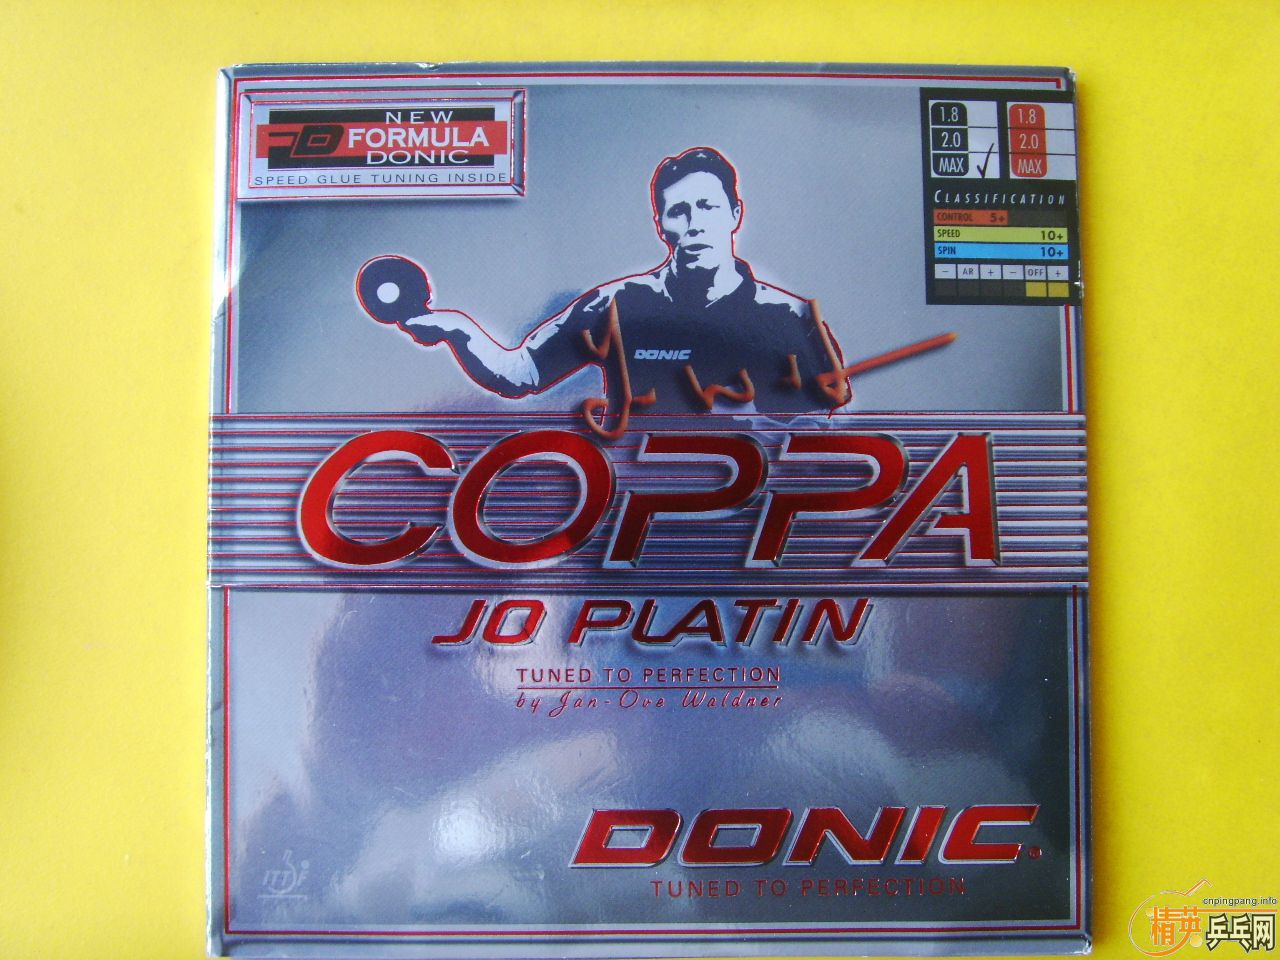 NEW
FORMULA
DONIC
SPEED GLUE TUNING INSIDE
1.8 1.8
2.0 2.0
MAX MAX
CLASSIFICATION
CONTROL 5+
SPEED 10+
SPIN 10+
- AR + - OFF +
DONIC
COPPA
JO PLATIN
TUNED TO PERFECTION
by Jan-Ove Waldner
DONIC
TUNED TO PERFECTION
ITTF
cnpingpang.info
精英乒乓网